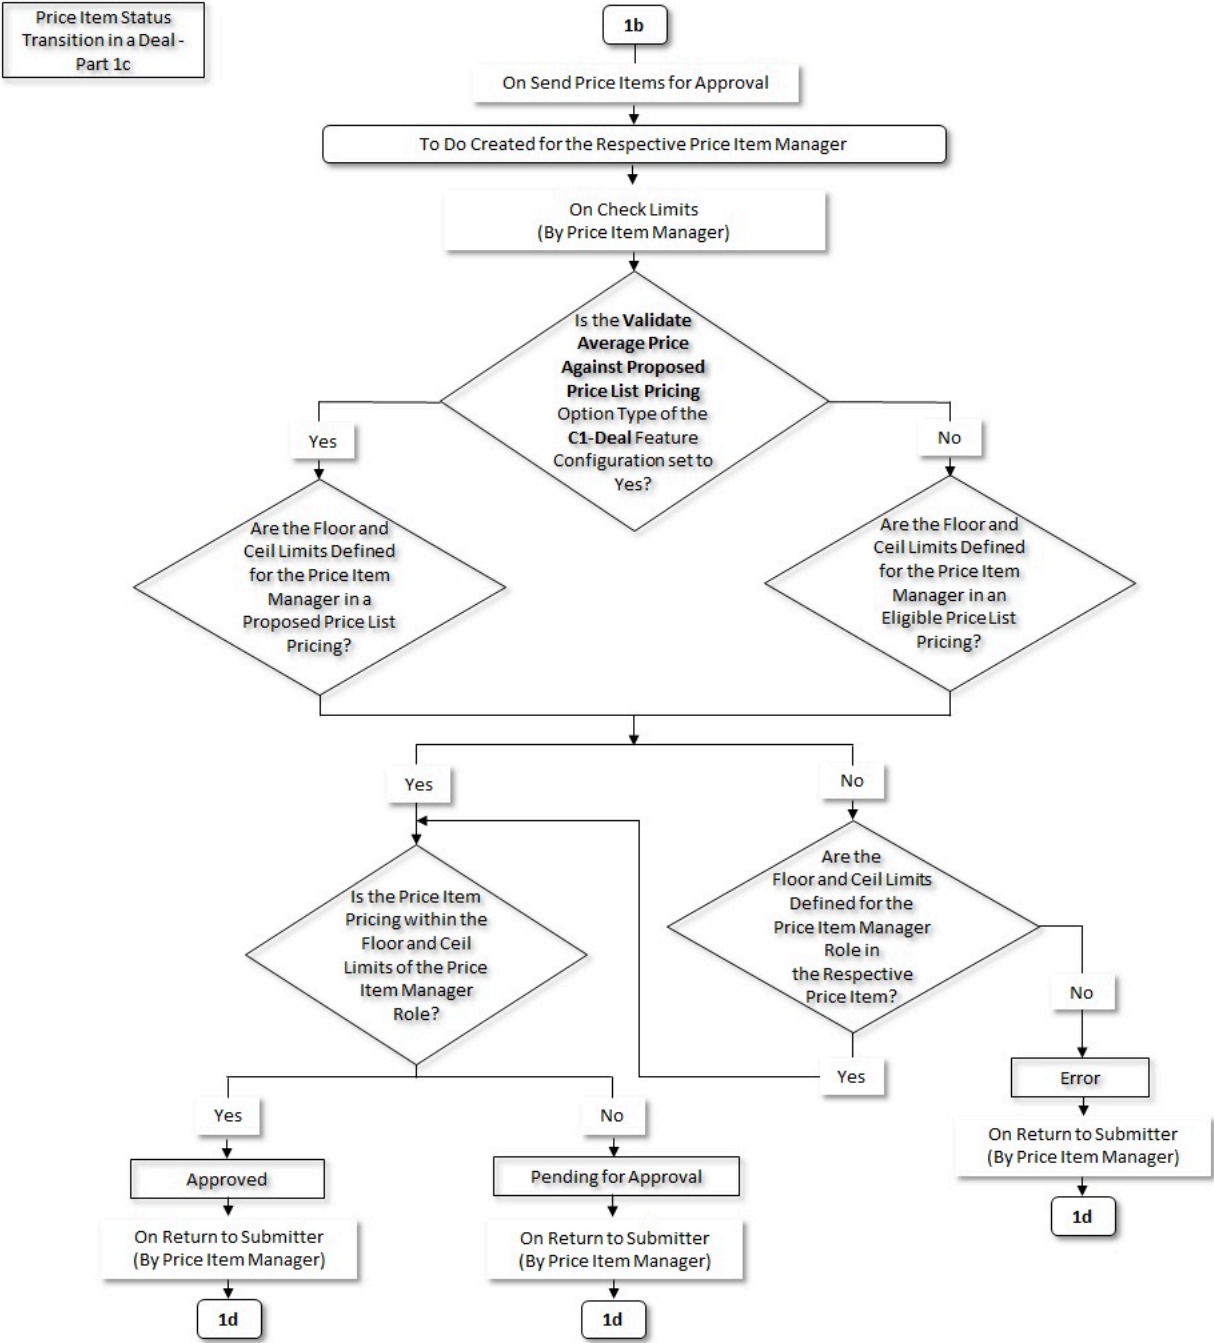 Price Item Status
Transition in a Deal -
Part 1c
1b
On Send Price Items for Approval
To Do Created for the Respective Price Item Manager
On Check Limits
(By Price Item Manager)
Is the Validate
Average Price
Against Proposed
Price List Pricing
Option Type of the
C1-Deal Feature
Configuration set to
Yes?
Yes
No
Are the Floor and
Ceil Limits Defined
for the Price Item
Manager in a
Proposed Price List
Pricing?
Are the Floor and
Ceil Limits Defined
for the Price Item
Manager in an
Eligible Price List
Pricing?
Yes
No
Is the Price Item
Pricing within the
Floor and Ceil
Limits of the Price
Item Manager
Role?
Are the
Floor and Ceil Limits
Defined for the
Price Item Manager
Role in
the Respective
Price Item?
No
Yes
Error
On Return to Submitter
(By Price Item Manager)
1d
Yes
No
Approved
Pending for Approval
On Return to Submitter
(By Price Item Manager)
On Return to Submitter
(By Price Item Manager)
1d
1d